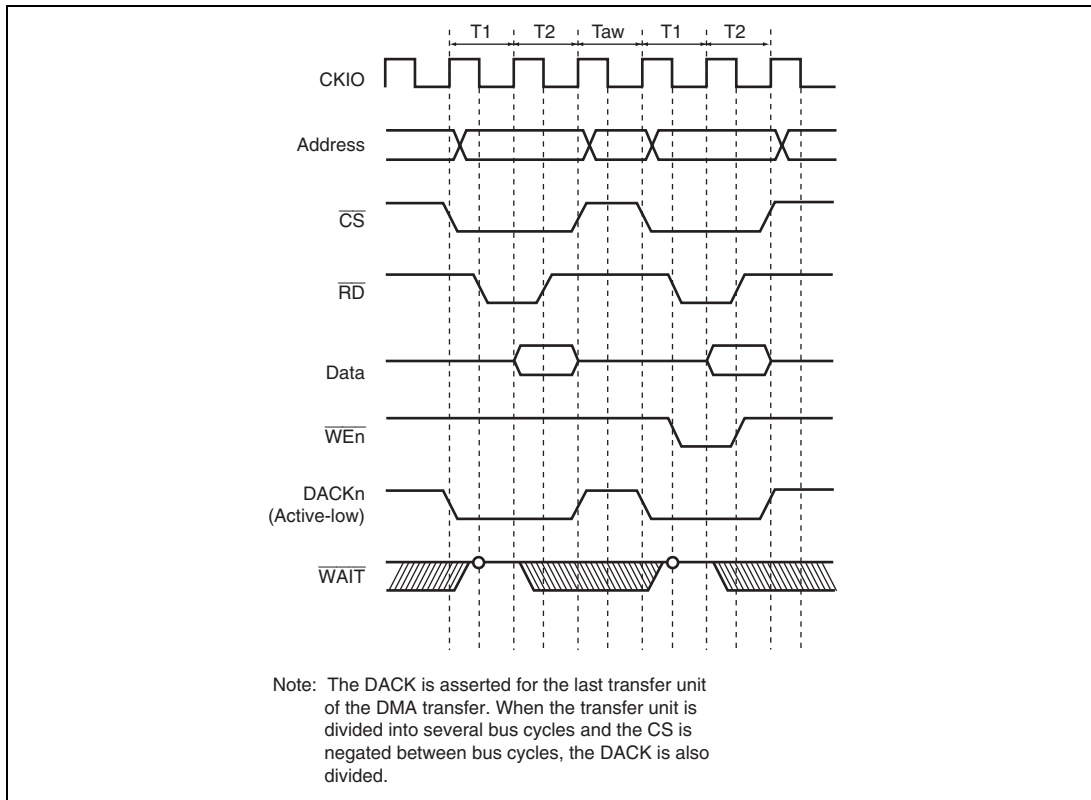 T1 T2 Taw T1 T2
CKIO
Address
CS
RD
Data
WEn
DACKn
(Active-low)
WAIT
Note: The DACK is asserted for the last transfer unit
of the DMA transfer. When the transfer unit is
divided into several bus cycles and the CS is
negated between bus cycles, the DACK is also
divided.